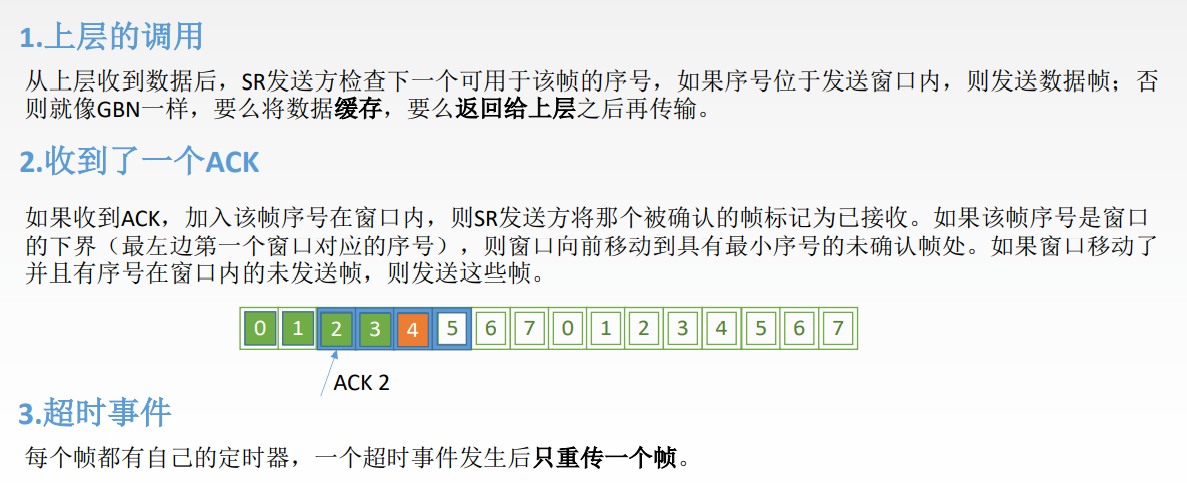 1.上层的调用
从上层收到数据后，SR发送方检查下一个可用于该帧的序号，如果序号位于发送窗口内，则发送数据帧；否
则就像GBN一样，要么将数据缓存，要么返回给上层之后再传输。
2.收到了一个ACK
如果收到ACK，加入该帧序号在窗口内，则SR发送方将那个被确认的帧标记为已接收。如果该帧序号是窗口
的下界（最左边第一个窗口对应的序号），则窗口向前移动到具有最小序号的未确认帧处。如果窗口移动了
并且有序号在窗口内的未发送帧，则发送这些帧。
0 1 2 3 4 5 6 7 0 1 2 3 4 5 6 7
ACK 2
3.超时事件
每个帧都有自己的定时器，一个超时事件发生后只重传一个帧。